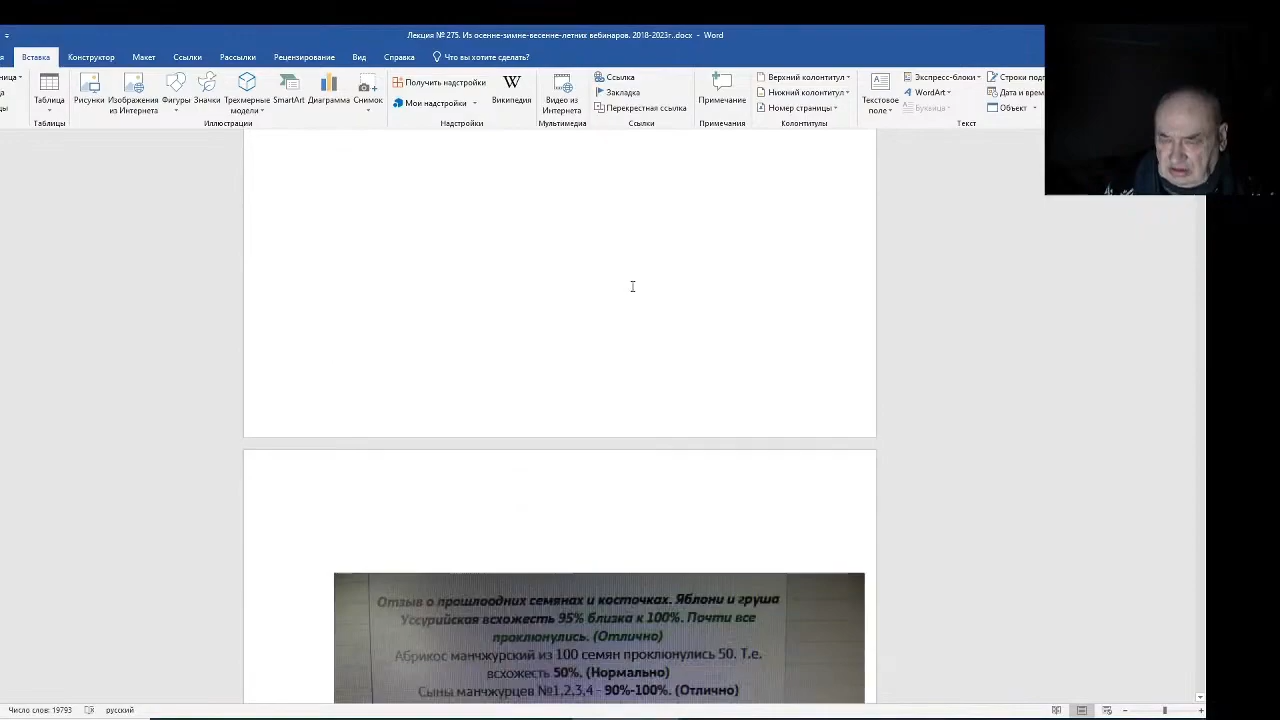 Лекция № 275. Из осенне-зимне-весенне-летних вебинаров. 2018-2023г..docx - Word
Вставка Конструктор Макет Ссылки Рассылки Рецензирование Вид Справка Что вы хотите сделать?
Таблица
Таблицы
Рисунки
Изображения из Интернета
Фигуры
Значки
Трехмерные модели
SmartArt
Диаграмма
Снимок
Иллюстрации
Получить надстройки
Мои надстройки
Википедия
Надстройки
Видео из Интернета
Мультимедиа
Ссылка
Закладка
Перекрестная ссылка
Ссылки
Примечание
Примечания
Верхний колонтитул
Нижний колонтитул
Номер страницы
Колонтитулы
Текстовое поле
Экспресс-блоки
WordArt
Буквица
Строки под
Дата и врем
Объект
Текст
Отзыв о прошлоодних семянах и косточках. Яблони и груша
Уссурийская всхожесть 95% близка к 100%. Почти все
проклюнулись. (Отлично)
Абрикос манчжурский из 100 семян проклюнулись 50. Т.е.
всхожесть 50%. (Нормально)
Сыны манчжурцев №1,2,3,4 - 90%-100%. (Отлично)
Число слов: 19793 русский